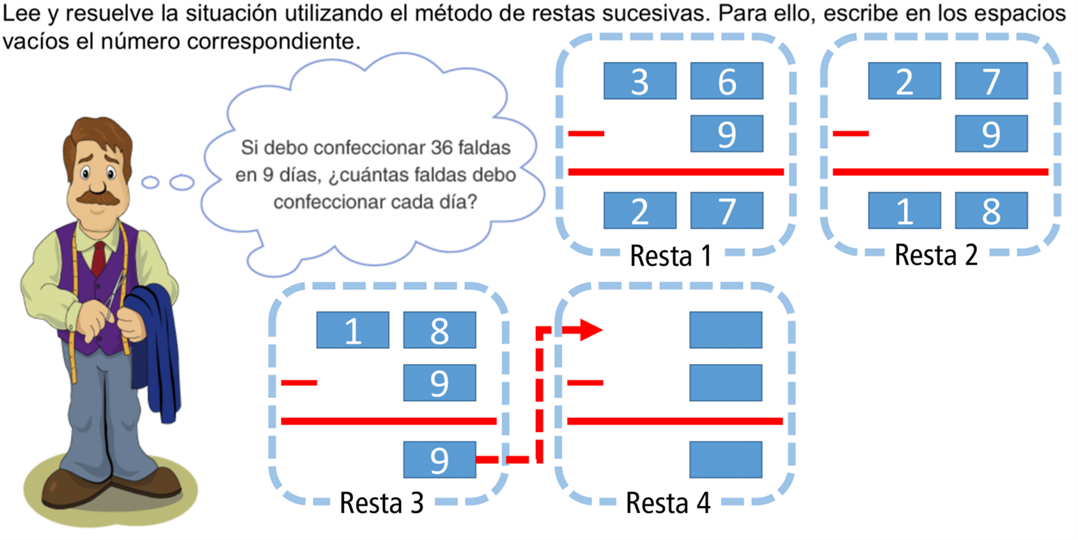 Lee y resuelve la situación utilizando el método de restas sucesivas. Para ello, escribe en los espacios
vacíos el número correspondiente.
Si debo confeccionar 36 faldas
en 9 días, ¿cuántas faldas debo
confeccionar cada día?
3 6
— 9
2 7
Resta 1
2 7
— 9
1 8
Resta 2
1 8
— 9
9
Resta 3
—
Resta 4